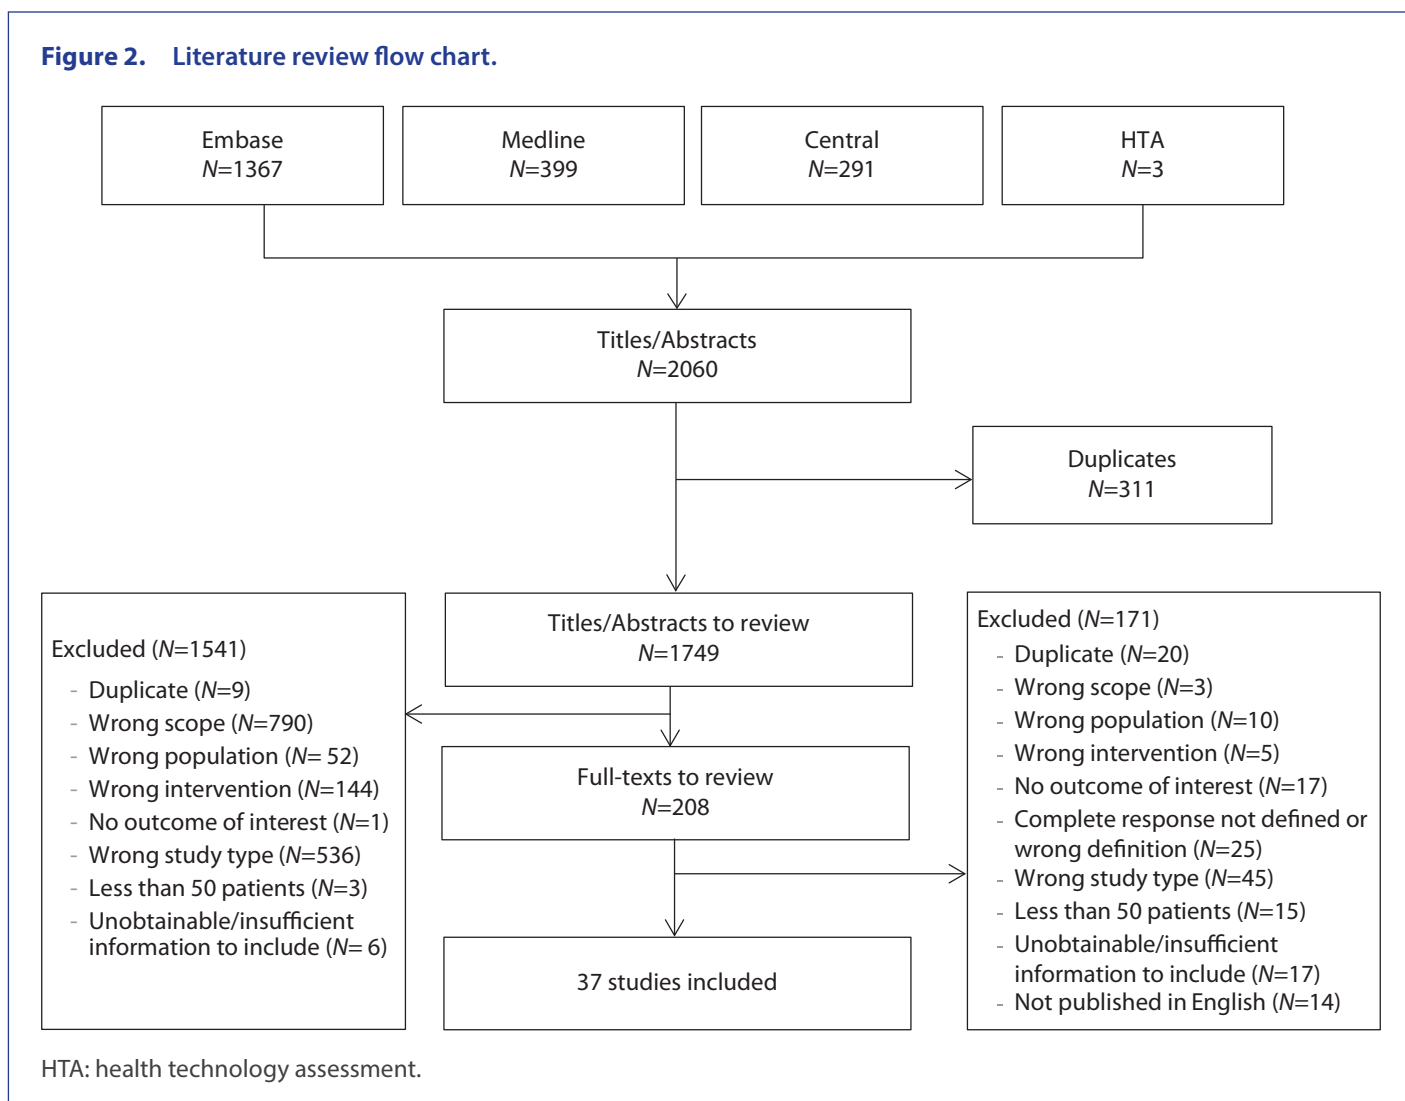 Figure 2. Literature review flow chart.
Embase
N=1367
Medline
N=399
Central
N=291
HTA
N=3
Titles/Abstracts
N=2060
Duplicates
N=311
Titles/Abstracts to review
N=1749
Excluded (N=1541)
- Duplicate (N=9)
- Wrong scope (N=790)
- Wrong population (N= 52)
- Wrong intervention (N=144)
- No outcome of interest (N=1)
- Wrong study type (N=536)
- Less than 50 patients (N=3)
- Unobtainable/insufficient
information to include (N= 6)
Full-texts to review
N=208
Excluded (N=171)
- Duplicate (N=20)
- Wrong scope (N=3)
- Wrong population (N=10)
- Wrong intervention (N=5)
- No outcome of interest (N=17)
- Complete response not defined or
wrong definition (N=25)
- Wrong study type (N=45)
- Less than 50 patients (N=15)
- Unobtainable/insufficient
information to include (N=17)
- Not published in English (N=14)
37 studies included
HTA: health technology assessment.